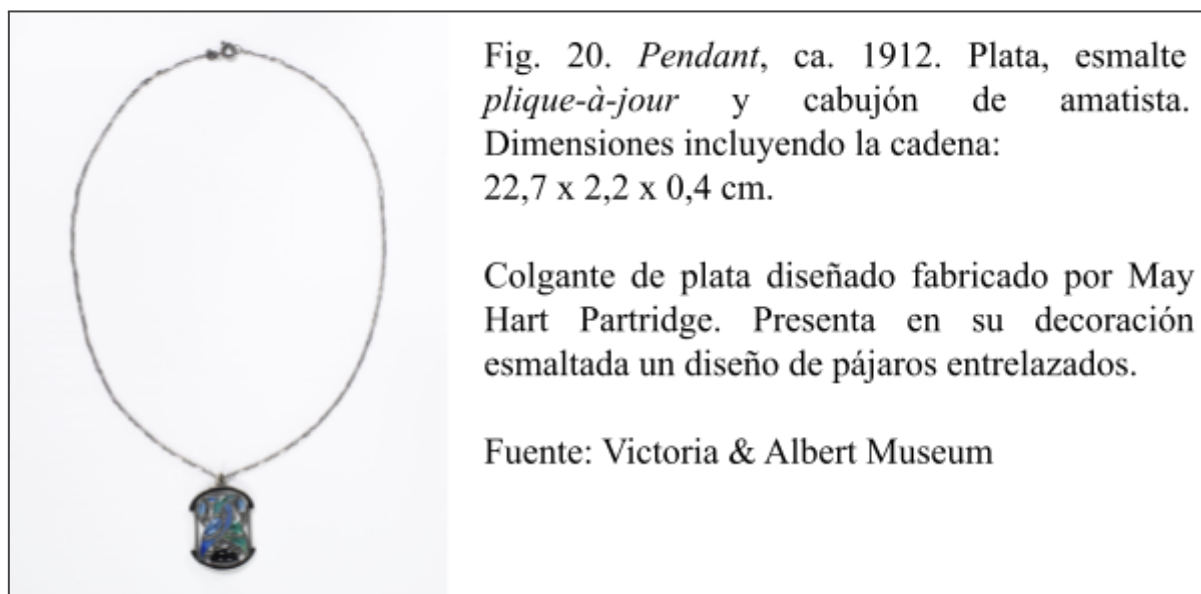 Fig. 20. Pendant, ca. 1912. Plata, esmalte
plique-à-jour y cabujón de amatista.
Dimensiones incluyendo la cadena:
22,7 x 2,2 x 0,4 cm.
Colgante de plata diseñado fabricado por May
Hart Partridge. Presenta en su decoración
esmaltada un diseño de pájaros entrelazados.
Fuente: Victoria & Albert Museum